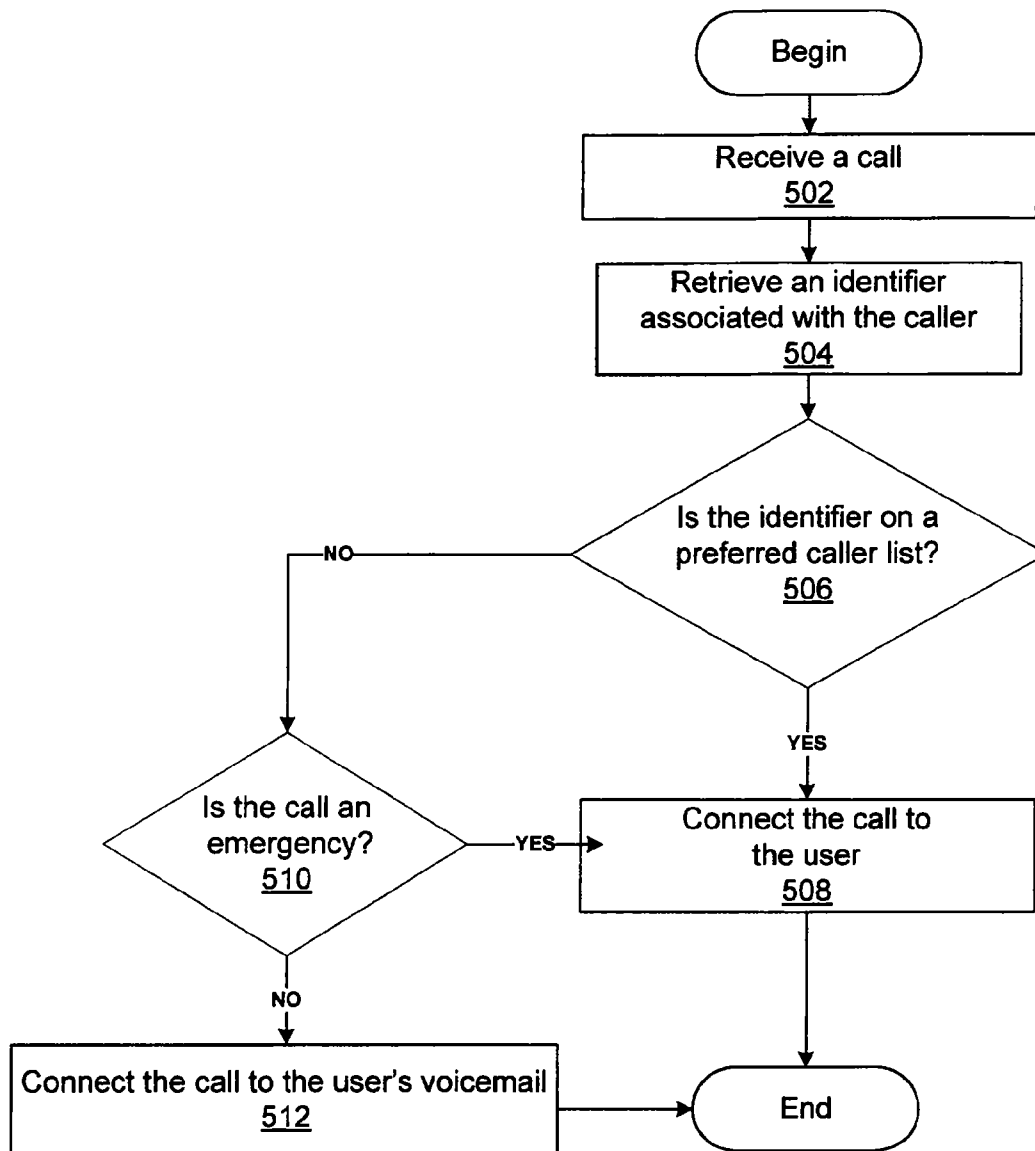 Begin
Receive a call
502
Retrieve an identifier
associated with the caller
504
Is the identifier on a
preferred caller list?
506
NO
YES
Is the call an
emergency?
510
YES
Connect the call to
the user
508
NO
Connect the call to the user's voicemail
512
End